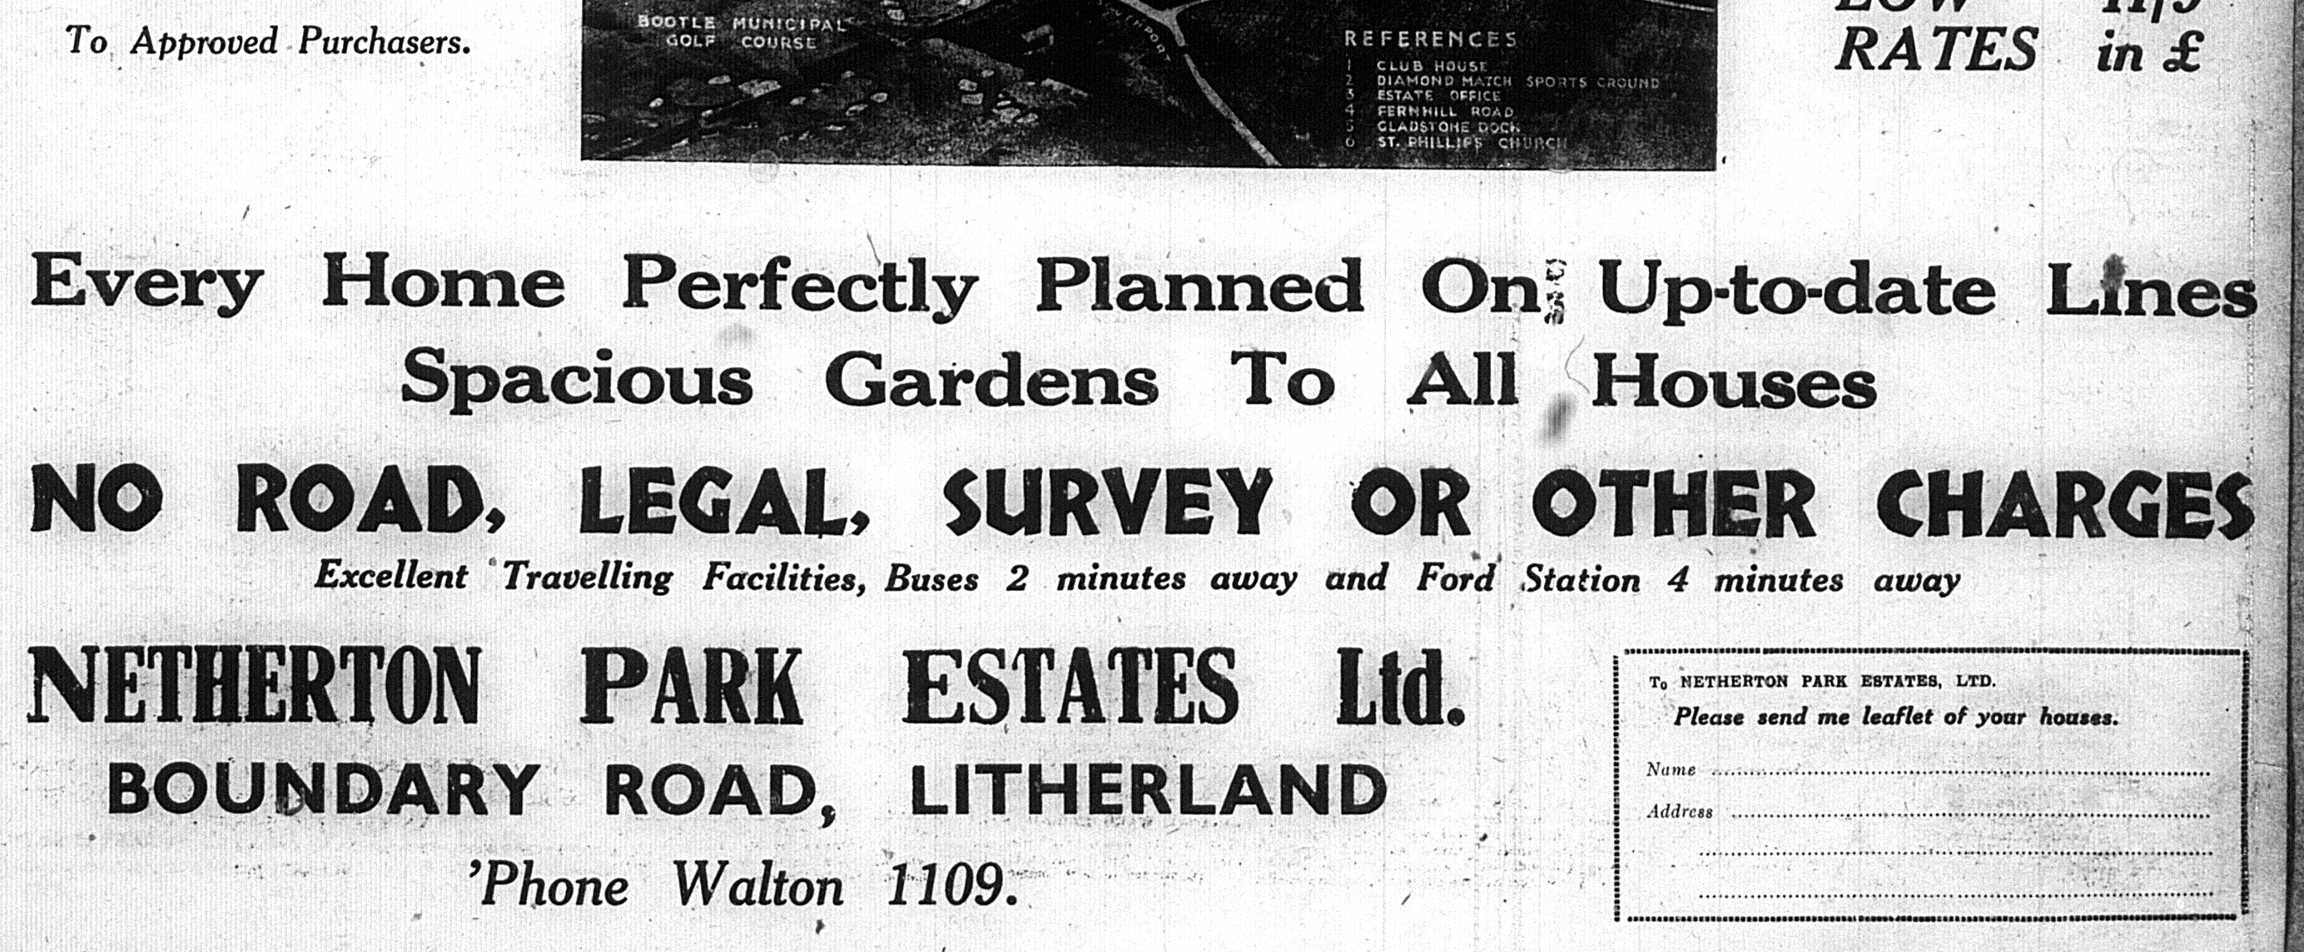 To Approved Purchasers.
BOOTLE MUNICIPAL
GOLF COURSE
REFERENCES
1 CLUB HOUSE
2 DIAMOND MATCH SPORTS GROUND
3 ESTATE OFFICE
4 FERNHILL ROAD
5 GLADSTONE DOCK
6 ST. PHILLIPS CHURCH
LOW
RATES in £
Every Home Perfectly Planned On Up-to-date Lines
Spacious Gardens To All Houses
NO ROAD, LEGAL, SURVEY OR OTHER CHARGES
Excellent Travelling Facilities, Buses 2 minutes away and Ford Station 4 minutes away
NETHERTON PARK ESTATES Ltd.
BOUNDARY ROAD, LITHERLAND
'Phone Walton 1109.
To NETHERTON PARK ESTATES, LTD.
Please send me leaflet of your houses.
Name
Address